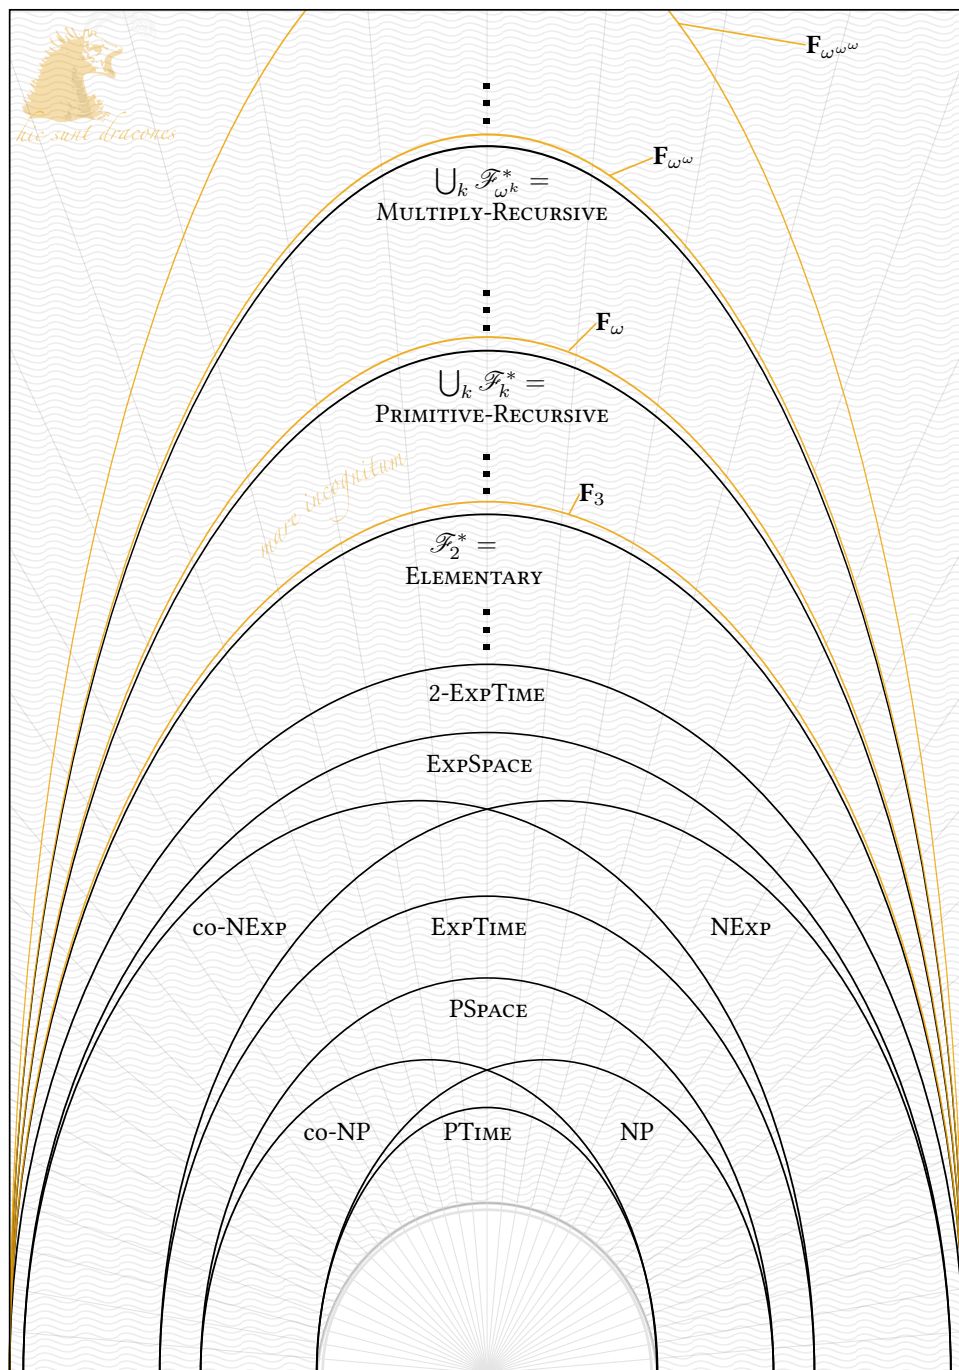 𝐅_{ω^{ω^ω}}
hic sunt dracones
𝐅_{ω^ω}
⋃_k ℱ*_{ω^k} =
Multiply-Recursive
𝐅_ω
⋃_k ℱ*_k =
Primitive-Recursive
mare incognitum
𝐅_3
ℱ*_2 =
Elementary
2-ExpTime
ExpSpace
co-NExp
ExpTime
NExp
PSpace
co-NP
PTime
NP